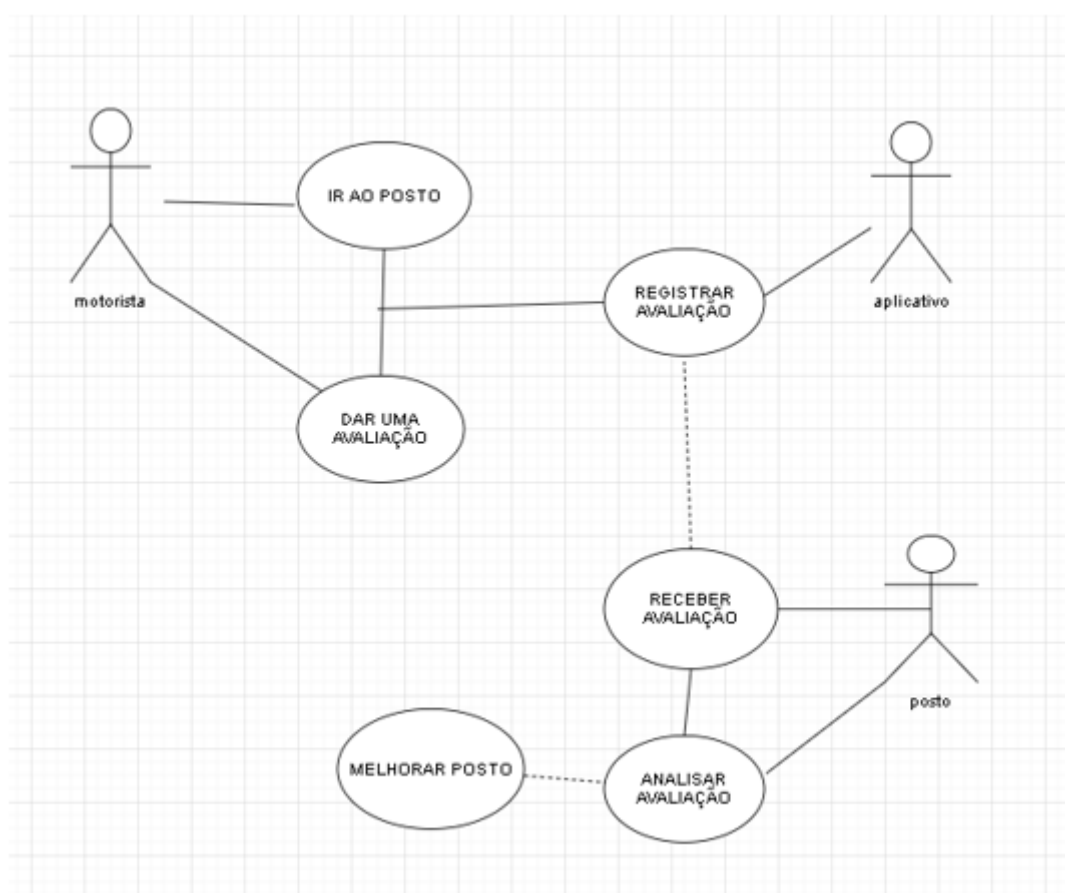 IR AO POSTO
motorista
REGISTRAR
AVALIAÇÃO
aplicativo
DAR UMA
AVALIAÇÃO
RECEBER
AVALIAÇÃO
posto
MELHORAR POSTO
ANALISAR
AVALIAÇÃO